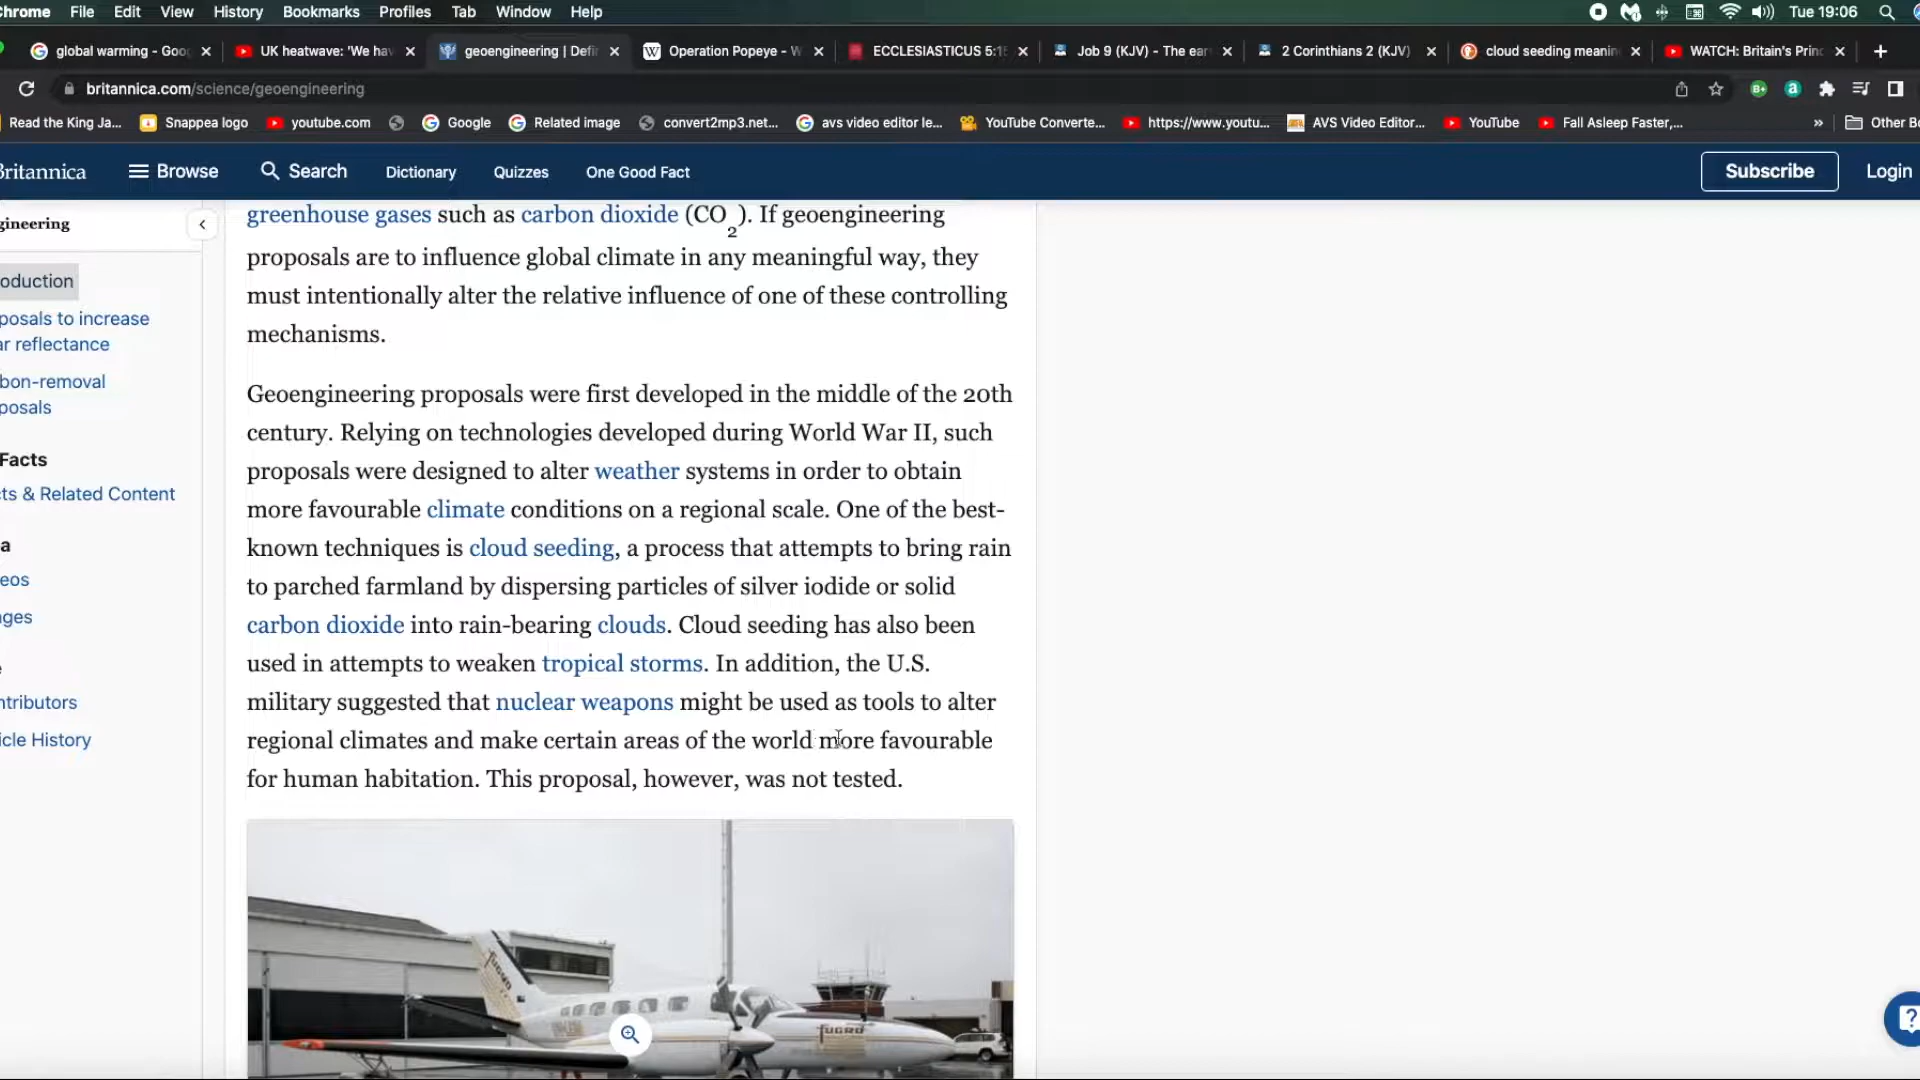 Chrome File Edit View History Bookmarks Profiles Tab Window Help Tue 19:06
global warming - Goo UK heatwave: 'We hav geoengineering | Defin Operation Popeye - W ECCLESIASTICUS 5:1 Job 9 (KJV) - The ear 2 Corinthians 2 (KJV) cloud seeding meanin WATCH: Britain's Princ
britannica.com/science/geoengineering
Read the King Ja... Snappea logo youtube.com Google Related image convert2mp3.net... avs video editor le... YouTube Converte... https://www.youtu... AVS Video Editor... YouTube Fall Asleep Faster,... » Other Bo
Britannica Browse Search Dictionary Quizzes One Good Fact Subscribe Login
gineering
oduction
posals to increase
ar reflectance
bon-removal
posals
Facts
cts & Related Content
a
eos
ages
e
ntributors
icle History
greenhouse gases such as carbon dioxide (CO2). If geoengineering
proposals are to influence global climate in any meaningful way, they
must intentionally alter the relative influence of one of these controlling
mechanisms.
Geoengineering proposals were first developed in the middle of the 20th
century. Relying on technologies developed during World War II, such
proposals were designed to alter weather systems in order to obtain
more favourable climate conditions on a regional scale. One of the best-
known techniques is cloud seeding, a process that attempts to bring rain
to parched farmland by dispersing particles of silver iodide or solid
carbon dioxide into rain-bearing clouds. Cloud seeding has also been
used in attempts to weaken tropical storms. In addition, the U.S.
military suggested that nuclear weapons might be used as tools to alter
regional climates and make certain areas of the world more favourable
for human habitation. This proposal, however, was not tested.
fugro
fugro